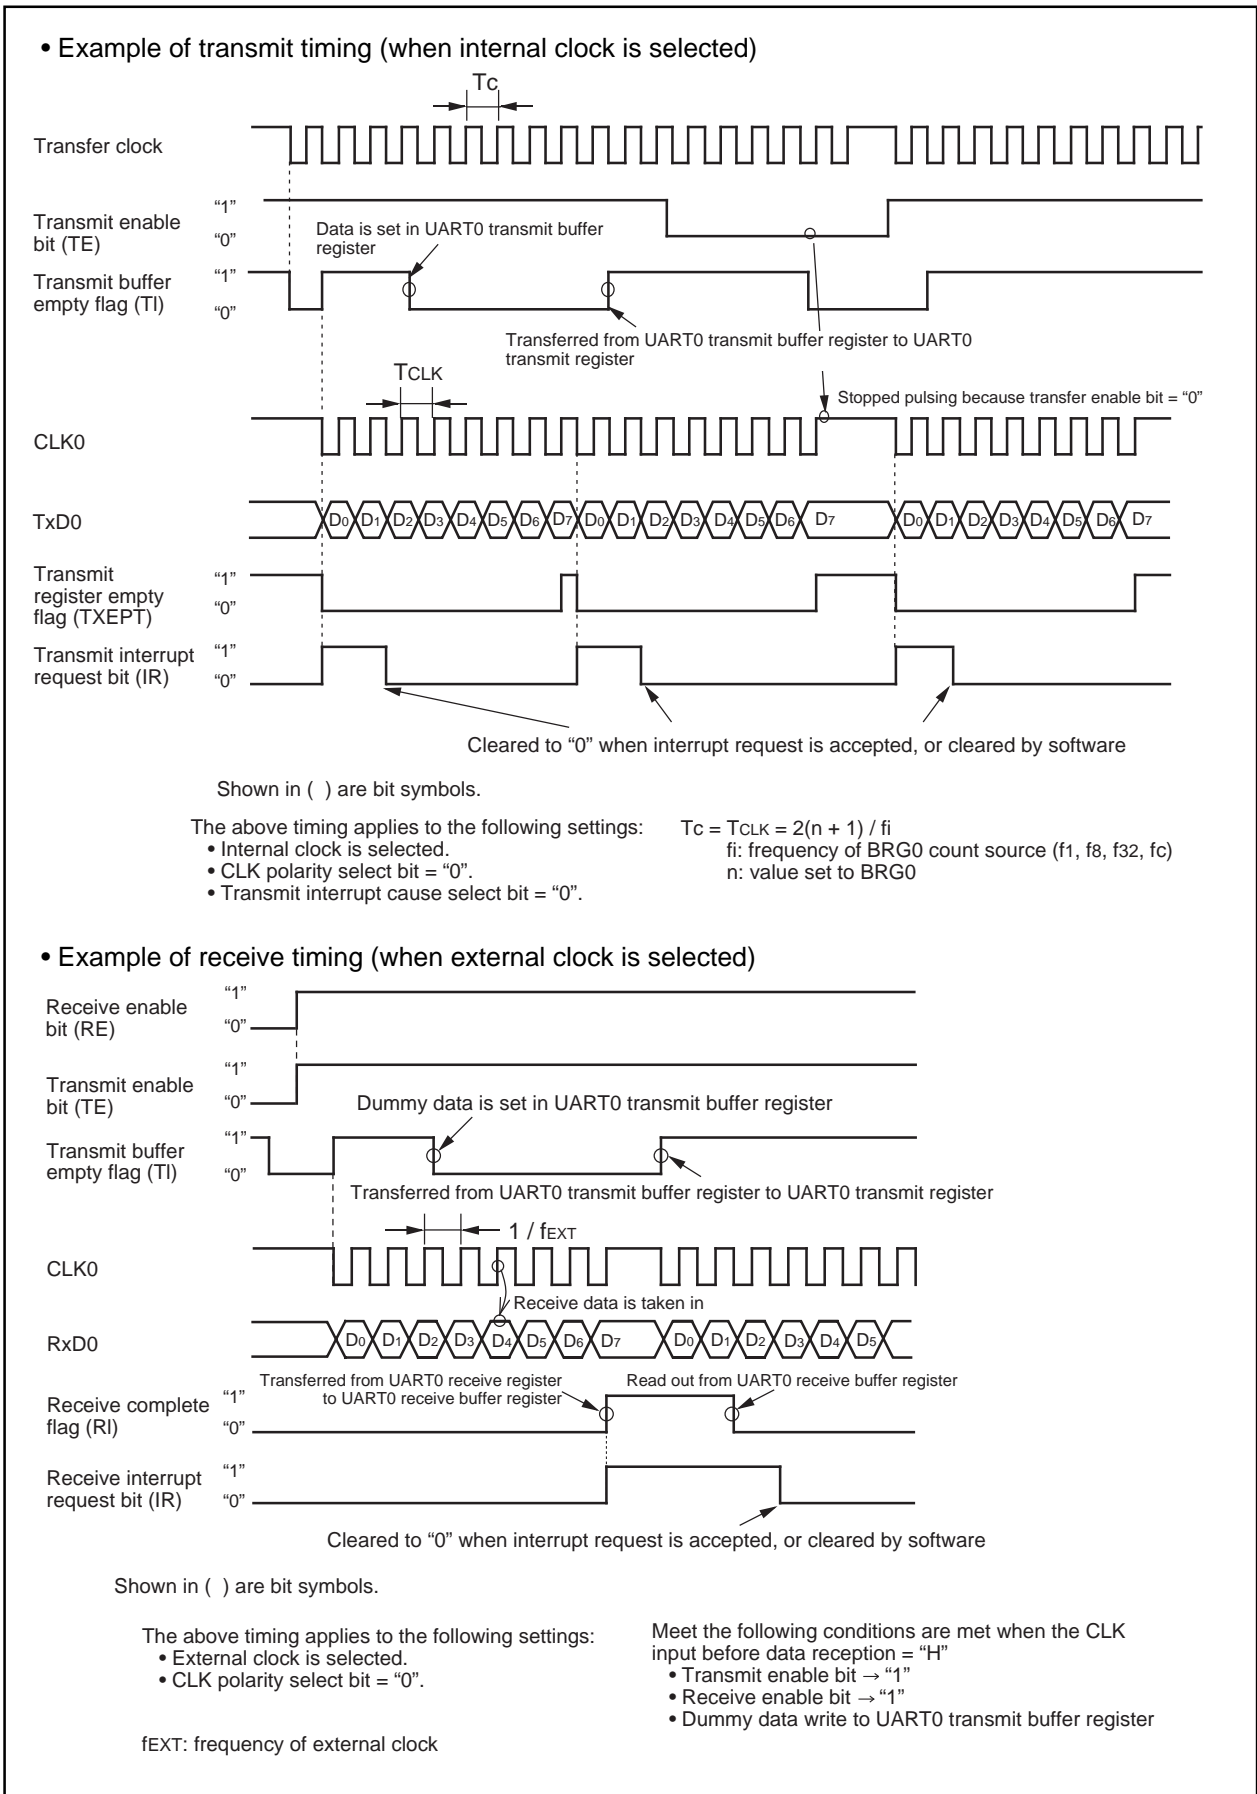 • Example of transmit timing (when internal clock is selected)
Tc
Transfer clock
Transmit enable
bit (TE)
“1”
“0”
Data is set in UART0 transmit buffer
register
Transmit buffer
empty flag (Tl)
“1”
“0”
Transferred from UART0 transmit buffer register to UART0
transmit register
TCLK
Stopped pulsing because transfer enable bit = “0”
CLK0
TxD0
D0 D1 D2 D3 D4 D5 D6 D7 D0 D1 D2 D3 D4 D5 D6 D7 D0 D1 D2 D3 D4 D5 D6 D7
Transmit
register empty
flag (TXEPT)
“1”
“0”
Transmit interrupt
request bit (IR)
“1”
“0”
Cleared to “0” when interrupt request is accepted, or cleared by software
Shown in ( ) are bit symbols.
The above timing applies to the following settings:
• Internal clock is selected.
• CLK polarity select bit = “0”.
• Transmit interrupt cause select bit = “0”.
Tc = TCLK = 2(n + 1) / fi
fi: frequency of BRG0 count source (f1, f8, f32, fc)
n: value set to BRG0
• Example of receive timing (when external clock is selected)
Receive enable
bit (RE)
“1”
“0”
Transmit enable
bit (TE)
“1”
“0”
Dummy data is set in UART0 transmit buffer register
Transmit buffer
empty flag (Tl)
“1”
“0”
Transferred from UART0 transmit buffer register to UART0 transmit register
1 / fEXT
CLK0
Receive data is taken in
RxD0
D0 D1 D2 D3 D4 D5 D6 D7 D0 D1 D2 D3 D4 D5
Transferred from UART0 receive register
to UART0 receive buffer register
Read out from UART0 receive buffer register
Receive complete
flag (Rl)
“1”
“0”
Receive interrupt
request bit (IR)
“1”
“0”
Cleared to “0” when interrupt request is accepted, or cleared by software
Shown in ( ) are bit symbols.
The above timing applies to the following settings:
• External clock is selected.
• CLK polarity select bit = “0”.
fEXT: frequency of external clock
Meet the following conditions are met when the CLK
input before data reception = “H”
• Transmit enable bit → “1”
• Receive enable bit → “1”
• Dummy data write to UART0 transmit buffer register